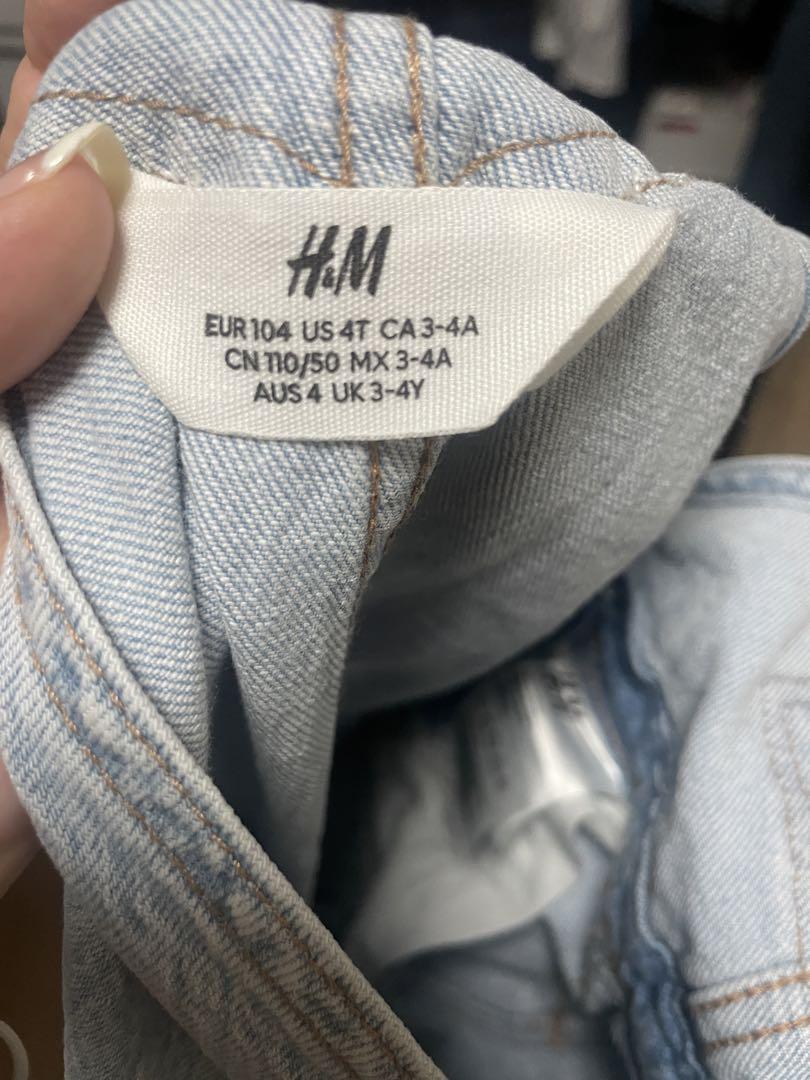 H&M
EUR 104 US 4T CA 3-4A
CN 110/50 MX 3-4A
AUS 4 UK 3-4Y